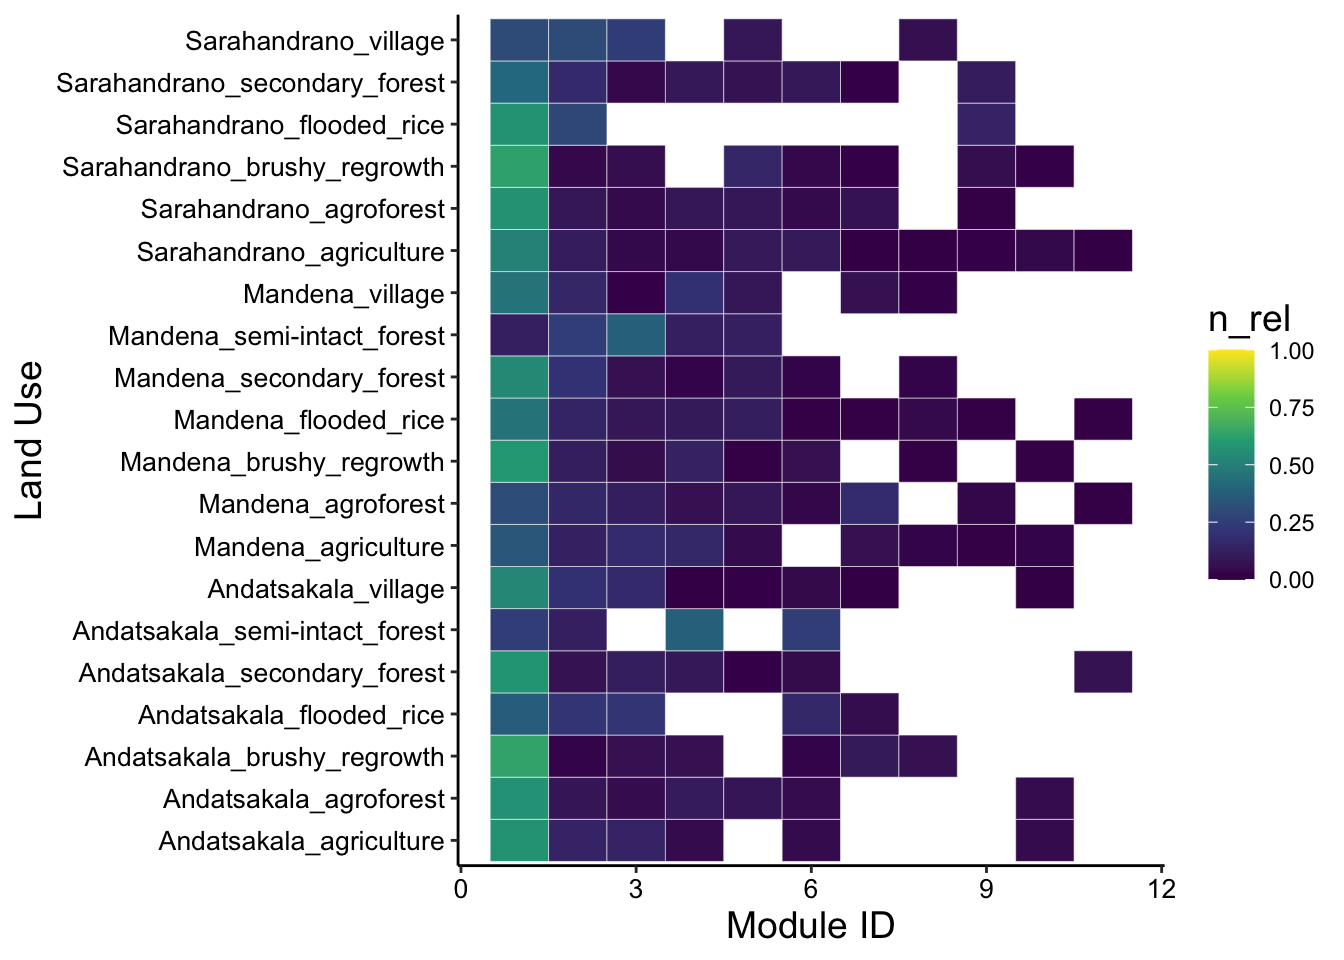 Sarahandrano_village
Sarahandrano_secondary_forest
Sarahandrano_flooded_rice
Sarahandrano_brushy_regrowth
Sarahandrano_agroforest
Sarahandrano_agriculture
Mandena_village
Mandena_semi-intact_forest
Mandena_secondary_forest
Mandena_flooded_rice
Mandena_brushy_regrowth
Mandena_agroforest
Mandena_agriculture
Andatsakala_village
Andatsakala_semi-intact_forest
Andatsakala_secondary_forest
Andatsakala_flooded_rice
Andatsakala_brushy_regrowth
Andatsakala_agroforest
Andatsakala_agriculture
Land Use
0 3 6 9 12
Module ID
n_rel
1.00
0.75
0.50
0.25
0.00